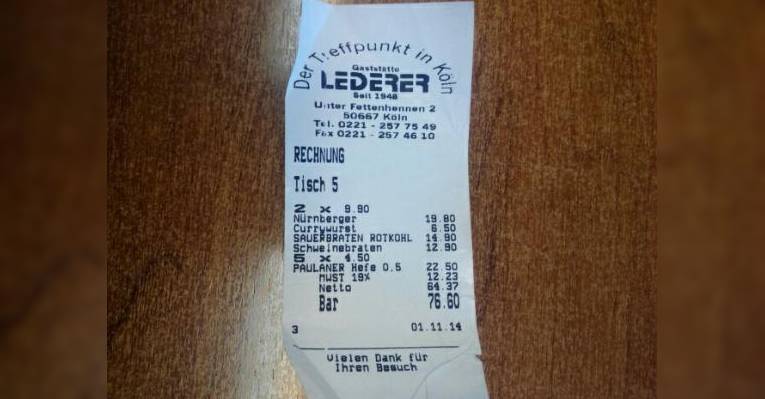 Der Treffpunkt in Köln
Gaststätte
LEDERER
Seit 1948
Unter Fettenhennen 2
50667 Köln
Tel. 0221 - 257 75 49
Fax 0221 - 257 46 10
RECHNUNG
Tisch 5
2 x 9.90
Nürnberger 19.80
Currywurst 6.50
SAUERBRATEN ROTKOHL 14.90
Schweinebraten 12.90
5 x 4.50
PAULANER Hefe 0.5 22.50
MWST 19% 12.23
Netto 64.37
Bar 76.60
3 01.11.14
Vielen Dank für
Ihren Besuch